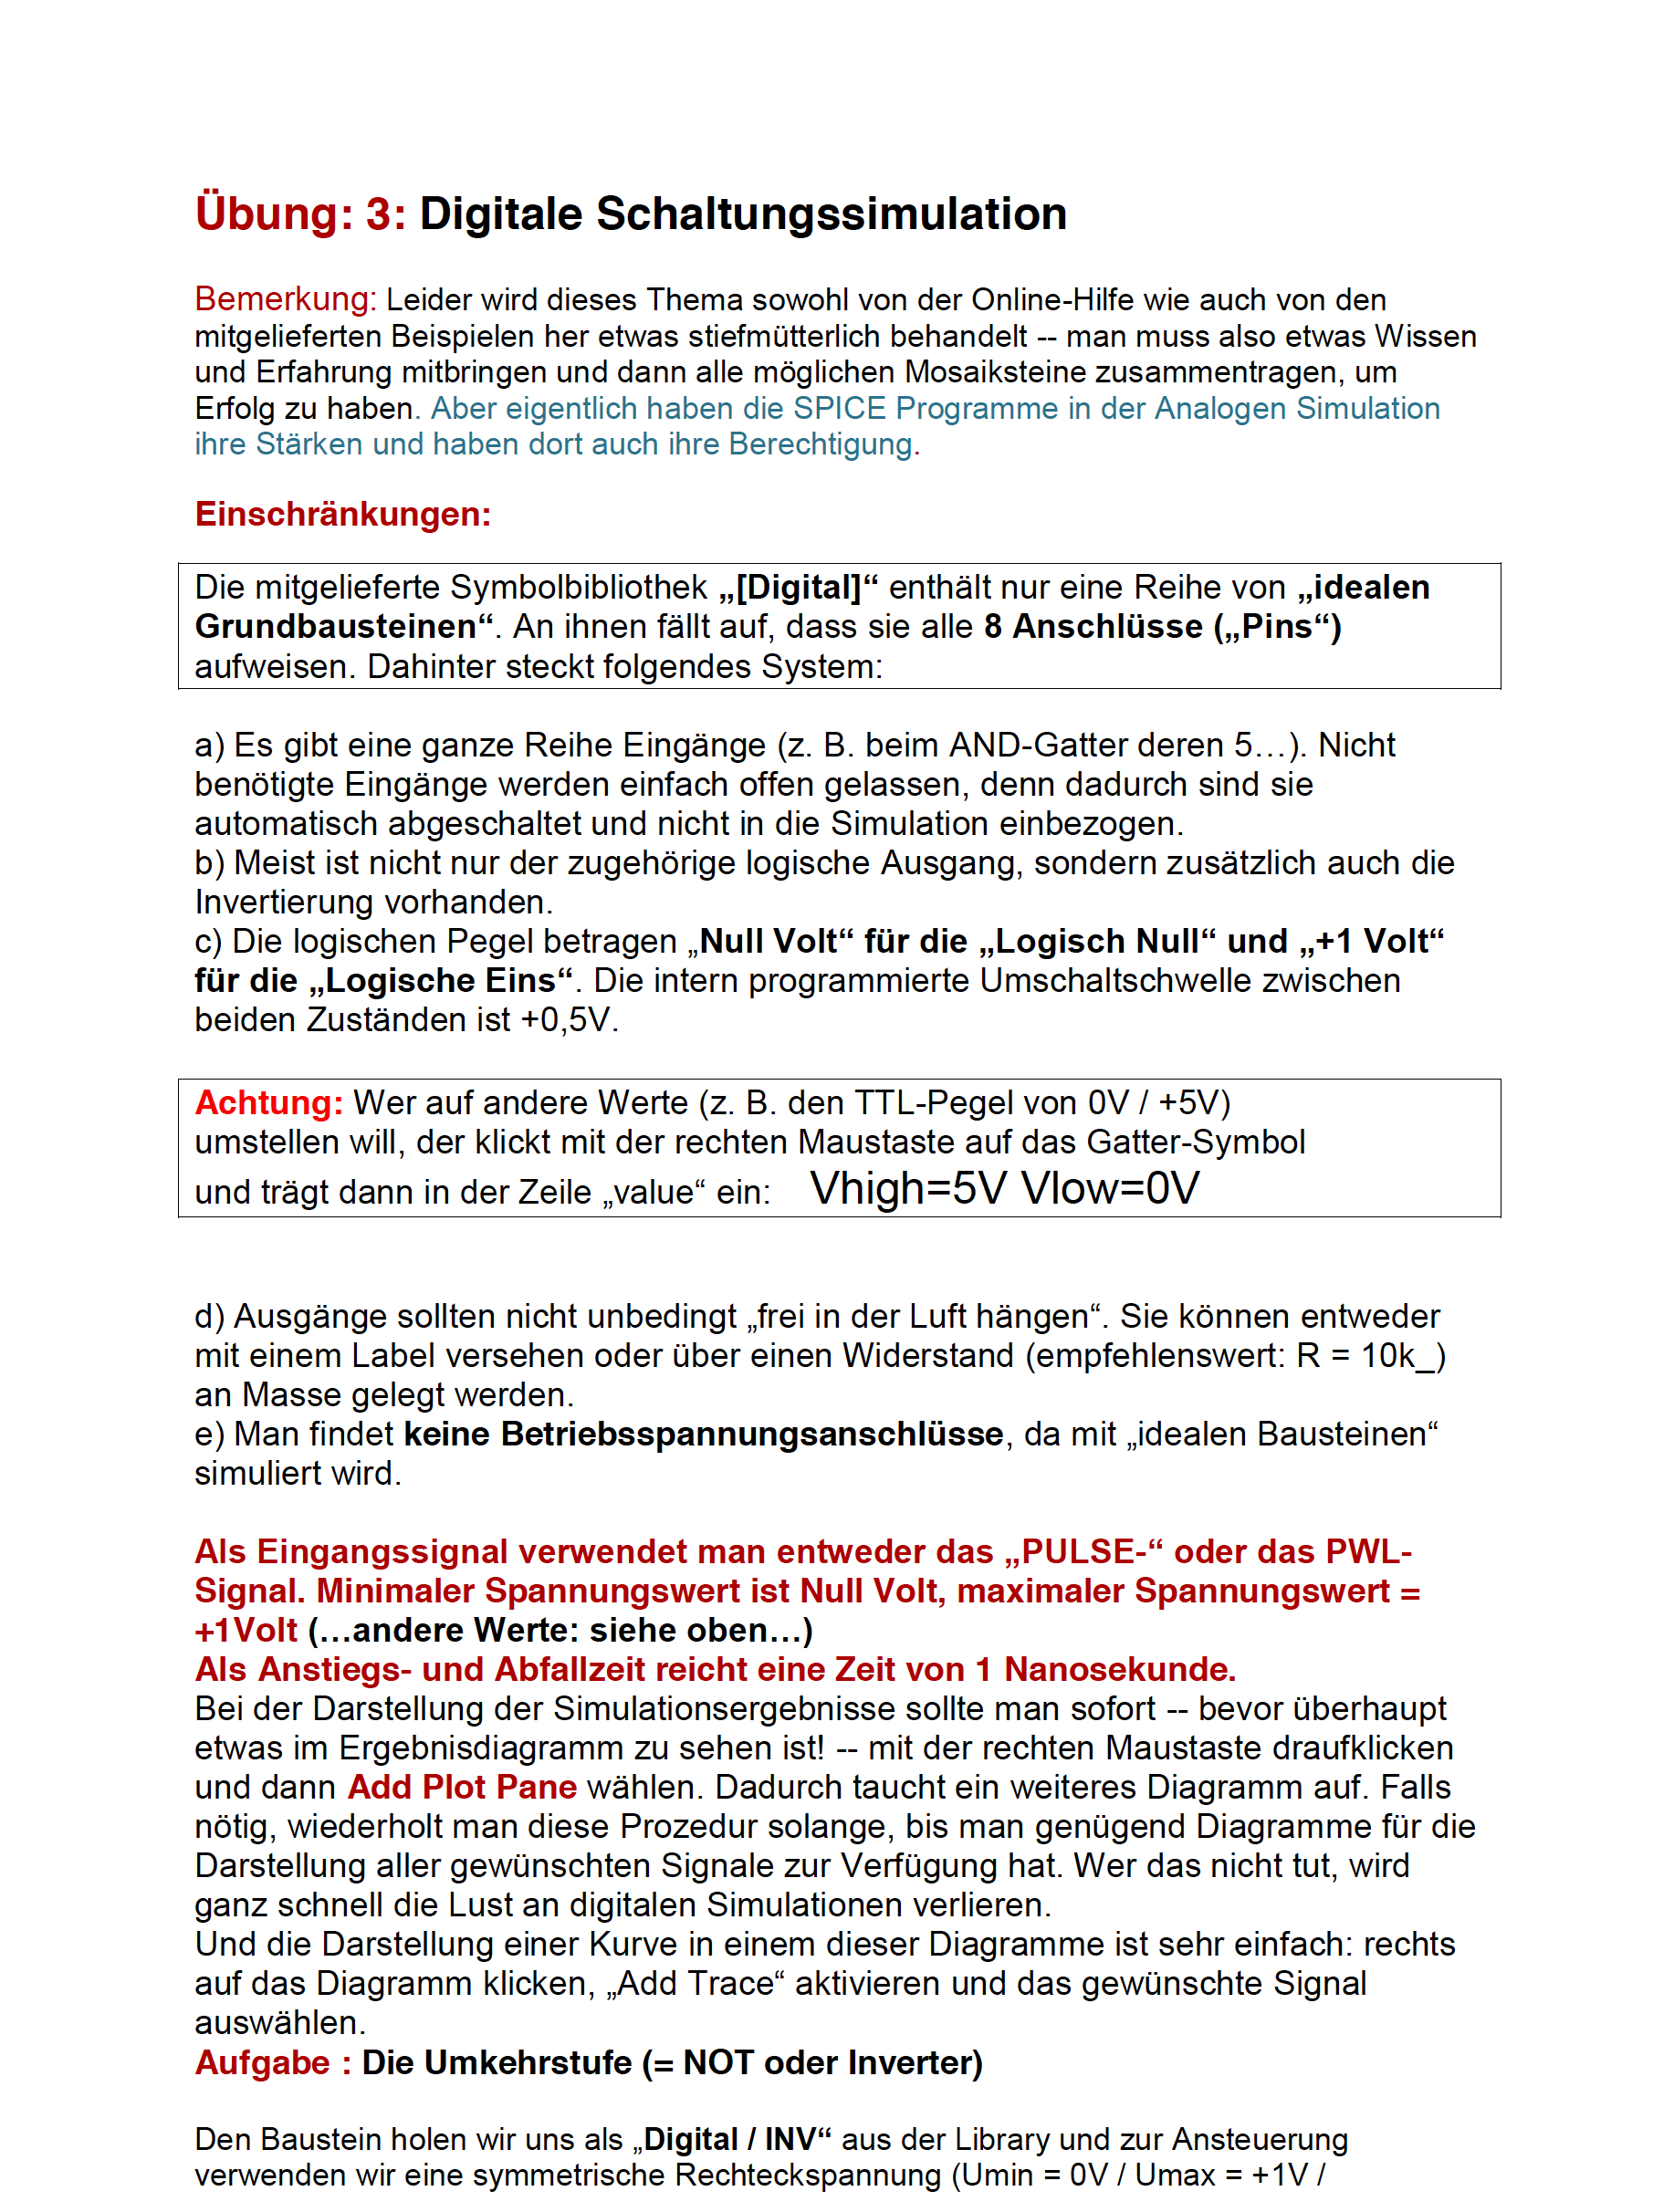 Übung: 3: Digitale Schaltungssimulation
Bemerkung: Leider wird dieses Thema sowohl von der Online-Hilfe wie auch von den
mitgelieferten Beispielen her etwas stiefmütterlich behandelt -- man muss also etwas Wissen
und Erfahrung mitbringen und dann alle möglichen Mosaiksteine zusammentragen, um
Erfolg zu haben. Aber eigentlich haben die SPICE Programme in der Analogen Simulation
ihre Stärken und haben dort auch ihre Berechtigung.
Einschränkungen:
Die mitgelieferte Symbolbibliothek „[Digital]“ enthält nur eine Reihe von „idealen
Grundbausteinen“. An ihnen fällt auf, dass sie alle 8 Anschlüsse („Pins“)
aufweisen. Dahinter steckt folgendes System:
a) Es gibt eine ganze Reihe Eingänge (z. B. beim AND-Gatter deren 5…). Nicht
benötigte Eingänge werden einfach offen gelassen, denn dadurch sind sie
automatisch abgeschaltet und nicht in die Simulation einbezogen.
b) Meist ist nicht nur der zugehörige logische Ausgang, sondern zusätzlich auch die
Invertierung vorhanden.
c) Die logischen Pegel betragen „Null Volt“ für die „Logisch Null“ und „+1 Volt“
für die „Logische Eins“. Die intern programmierte Umschaltschwelle zwischen
beiden Zuständen ist +0,5V.
Achtung: Wer auf andere Werte (z. B. den TTL-Pegel von 0V / +5V)
umstellen will, der klickt mit der rechten Maustaste auf das Gatter-Symbol
und trägt dann in der Zeile „value“ ein: Vhigh=5V Vlow=0V
d) Ausgänge sollten nicht unbedingt „frei in der Luft hängen“. Sie können entweder
mit einem Label versehen oder über einen Widerstand (empfehlenswert: R = 10k_)
an Masse gelegt werden.
e) Man findet keine Betriebsspannungsanschlüsse, da mit „idealen Bausteinen“
simuliert wird.
Als Eingangssignal verwendet man entweder das „PULSE-“ oder das PWL-
Signal. Minimaler Spannungswert ist Null Volt, maximaler Spannungswert =
+1Volt (…andere Werte: siehe oben…)
Als Anstiegs- und Abfallzeit reicht eine Zeit von 1 Nanosekunde.
Bei der Darstellung der Simulationsergebnisse sollte man sofort -- bevor überhaupt
etwas im Ergebnisdiagramm zu sehen ist! -- mit der rechten Maustaste draufklicken
und dann Add Plot Pane wählen. Dadurch taucht ein weiteres Diagramm auf. Falls
nötig, wiederholt man diese Prozedur solange, bis man genügend Diagramme für die
Darstellung aller gewünschten Signale zur Verfügung hat. Wer das nicht tut, wird
ganz schnell die Lust an digitalen Simulationen verlieren.
Und die Darstellung einer Kurve in einem dieser Diagramme ist sehr einfach: rechts
auf das Diagramm klicken, „Add Trace“ aktivieren und das gewünschte Signal
auswählen.
Aufgabe : Die Umkehrstufe (= NOT oder Inverter)
Den Baustein holen wir uns als „Digital / INV“ aus der Library und zur Ansteuerung
verwenden wir eine symmetrische Rechteckspannung (Umin = 0V / Umax = +1V /